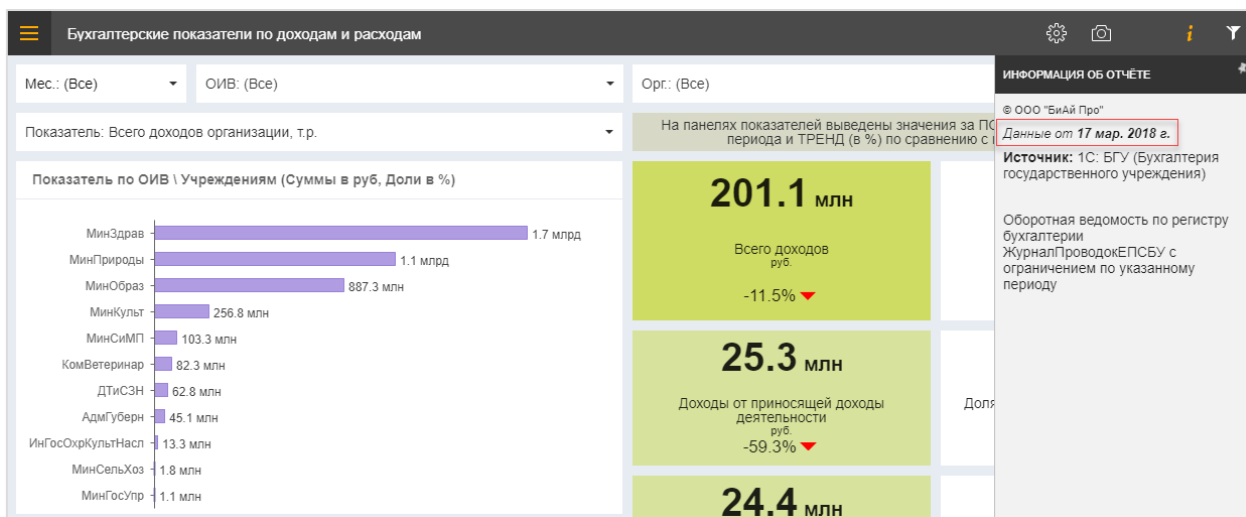 Бухгалтерские показатели по доходам и расходам
Мес.: (Все)
ОИВ: (Все)
Орг.: (Все)
Показатель: Всего доходов организации, т.р.
На панелях показателей выведены значения за ПО
периода и ТРЕНД (в %) по сравнению с
Показатель по ОИВ \ Учреждениям (Суммы в руб, Доли в %)
МинЗдрав 1.7 млрд
МинПрироды 1.1 млрд
МинОбраз 887.3 млн
МинКульт 256.8 млн
МинСиМП 103.3 млн
КомВетеринар 82.3 млн
ДТиСЗН 62.8 млн
АдмГуберн 45.1 млн
ИнГосОхрКультНасл 13.3 млн
МинСельХоз 1.8 млн
МинГосУпр 1.1 млн
201.1 млн
Всего доходов
руб.
-11.5%
25.3 млн
Доходы от приносящей доходы
деятельности
руб.
-59.3%
24.4 млн
Доля
i
ИНФОРМАЦИЯ ОБ ОТЧЁТЕ
© ООО "БиАй Про"
Данные от 17 мар. 2018 г.
Источник: 1С: БГУ (Бухгалтерия
государственного учреждения)
Оборотная ведомость по регистру
бухгалтерии
ЖурналПроводокЕПСБУ с
ограничением по указанному
периоду